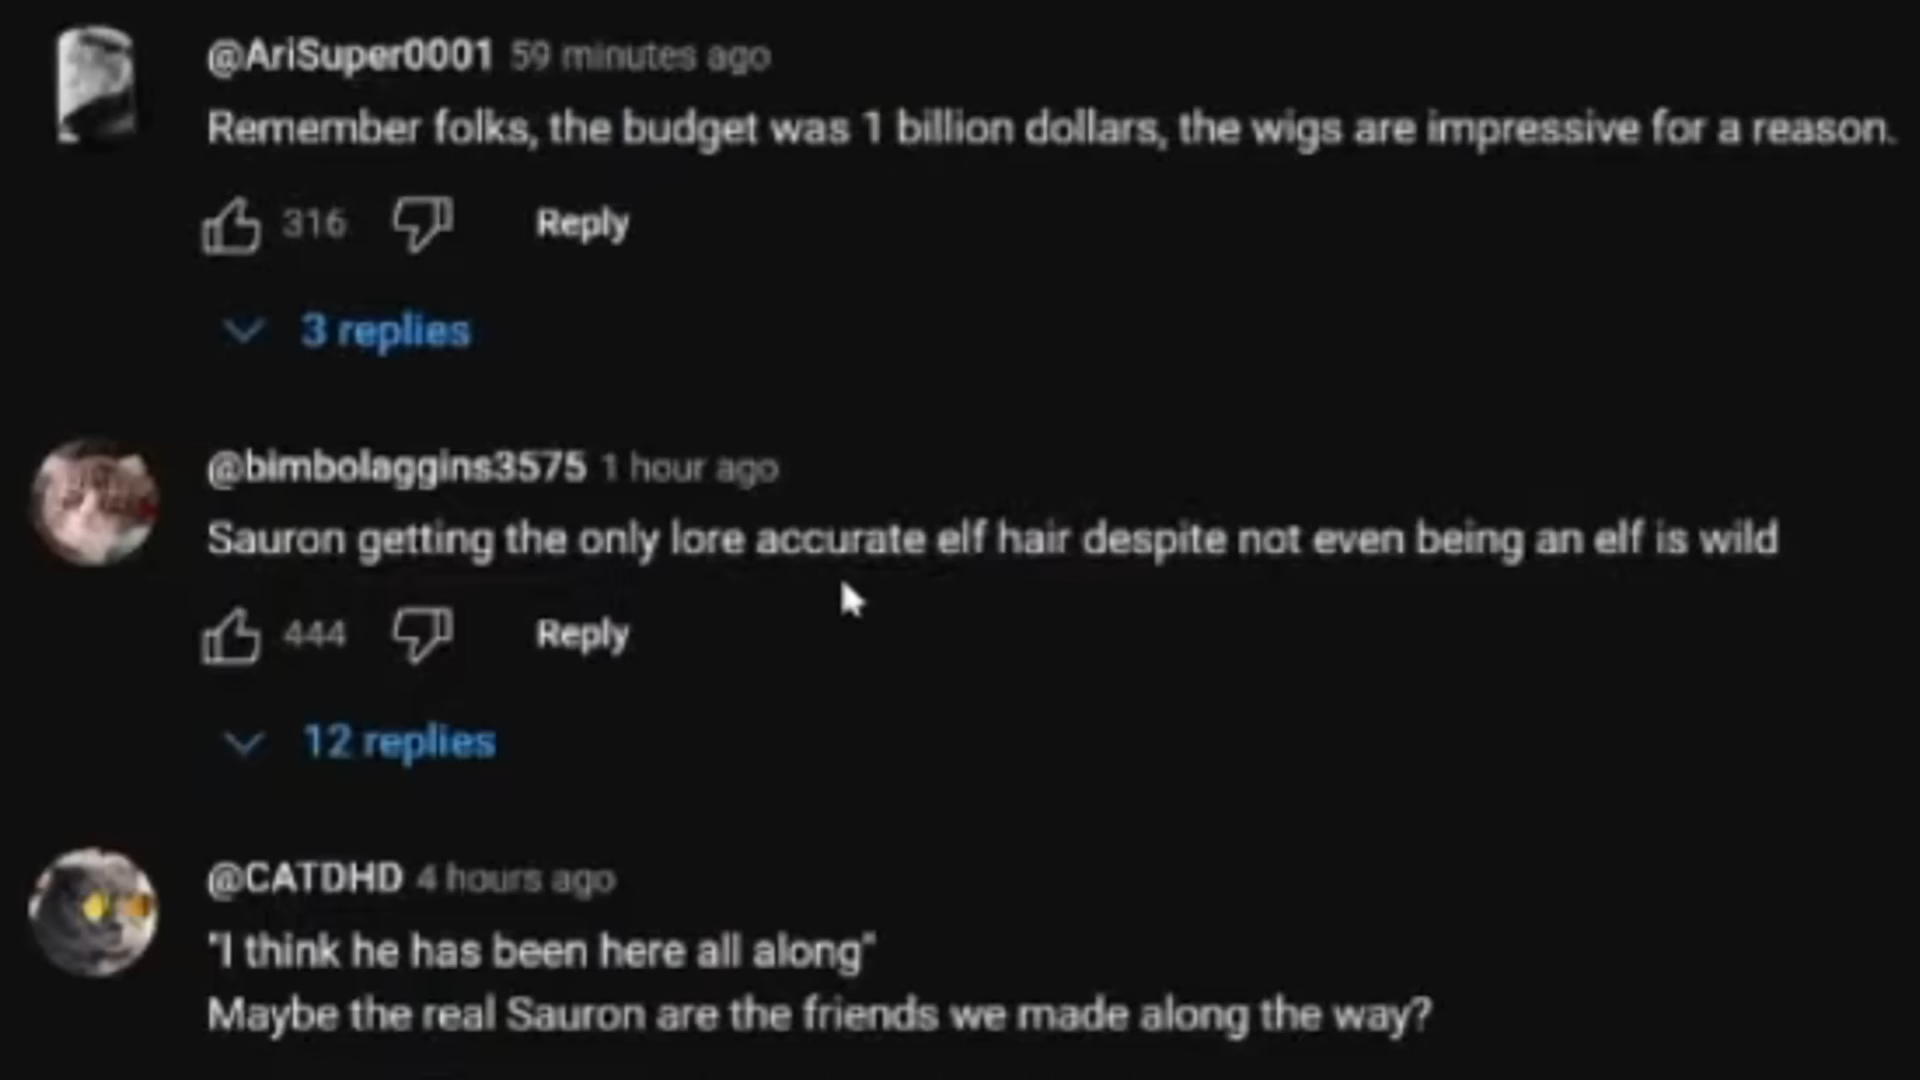 @AriSuper0001 59 minutes ago
Remember folks, the budget was 1 billion dollars, the wigs are impressive for a reason.
316 Reply
3 replies
@bimbolaggins3575 1 hour ago
Sauron getting the only lore accurate elf hair despite not even being an elf is wild
444 Reply
12 replies
@CATDHD 4 hours ago
"I think he has been here all along"
Maybe the real Sauron are the friends we made along the way?